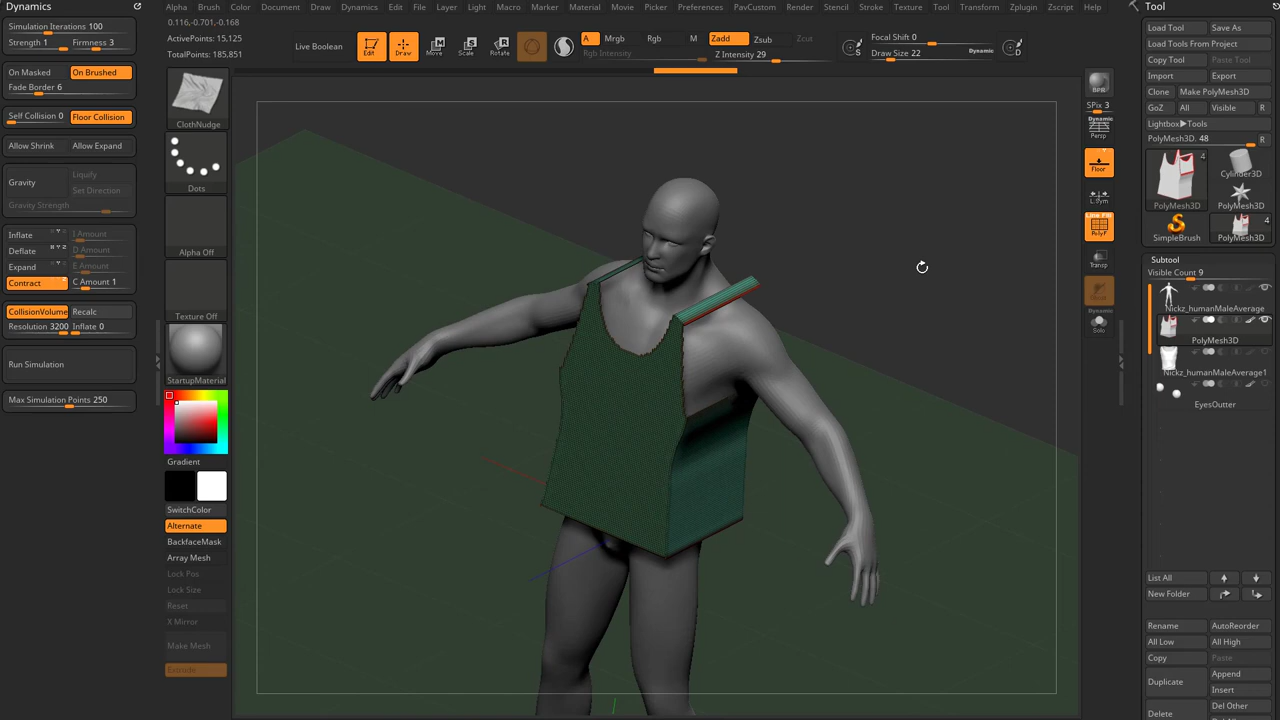 Dynamics
Alpha Brush Color Document Draw Dynamics Edit File Layer Light Macro Marker Material Movie Picker Preferences PavCustom Render Stencil Stroke Texture Tool Transform Zplugin Zscript Help
Tool
0.116,-0.701,-0.168
Simulation Iterations 100
Strength 1 Firmness 3
On Masked On Brushed
Fade Border 6
Self Collision 0 Floor Collision
Allow Shrink Allow Expand
Gravity
Liquify
Set Direction
Gravity Strength
Inflate I Amount
Deflate D Amount
Expand E Amount
Contract C Amount 1
CollisionVolume Recalc
Resolution 3200 Inflate 0
Run Simulation
Max Simulation Points 250
ActivePoints 15,125
TotalPoints 185,851
Live Boolean
Edit Draw Move Scale Rotate
A Mrgb Rgb M Zadd Zsub Zcut
Rgb Intensity Z Intensity 29
S
Focal Shift 0
Draw Size 22 Dynamic
D
ClothNudge
Dots
Alpha Off
Texture Off
StartupMaterial
Gradient
SwitchColor
Alternate
BackfaceMask
Array Mesh
Lock Pos
Lock Size
Reset
X Mirror
Make Mesh
Extrude
BPR
SPix 3
Dynamic
Persp
Floor
L.Sym
Line Fill
PolyF
Transp
Dynamic
Solo
Load Tool Save As
Load Tools From Project
Copy Tool Paste Tool
Import Export
Clone Make PolyMesh3D
GoZ All Visible R
Lightbox▶Tools
PolyMesh3D. 48 R
4
PolyMesh3D
Cylinder3D
PolyMesh3D
SimpleBrush
4
PolyMesh3D
Subtool
Visible Count 9
Nickz_humanMaleAverage
PolyMesh3D
Nickz_humanMaleAverage1
EyesOutter
List All
New Folder
Rename AutoReorder
All Low All High
Copy Paste
Duplicate Append
Insert
Delete Del Other